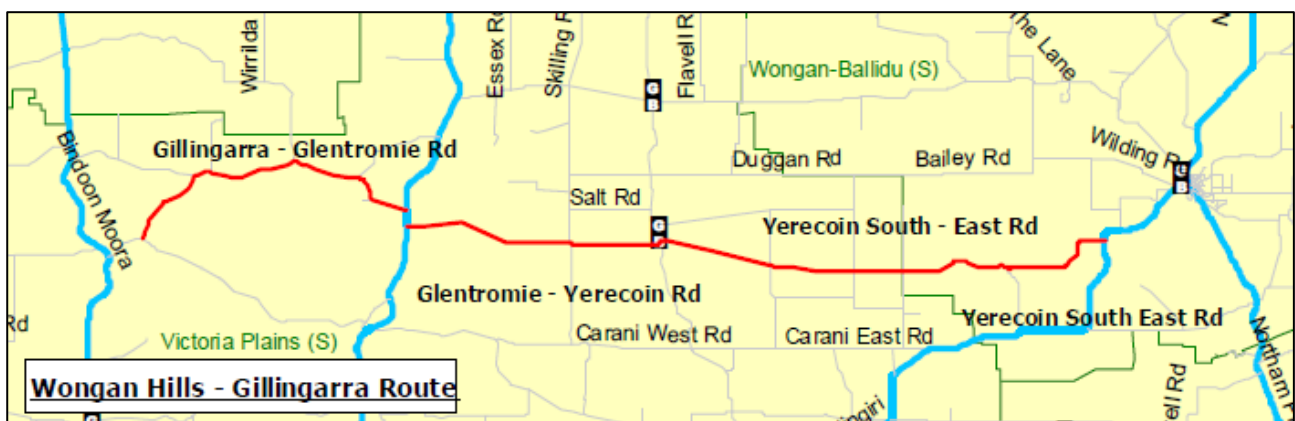 Wirrilda
Essex Rd
Skilling R
Flavell R
The Lane
N
G
B
Wongan-Ballidu (S)
Bindoon Moora
Gillingarra - Glentromie Rd
Duggan Rd
Bailey Rd
Wilding R
G
B
Salt Rd
G
Yerecoin South - East Rd
Glentromie - Yerecoin Rd
Yerecoin South East Rd
Rd
Victoria Plains (S)
Carani West Rd
Carani East Rd
Northam
Wongan Hills - Gillingarra Route
ngiri
ell Rd